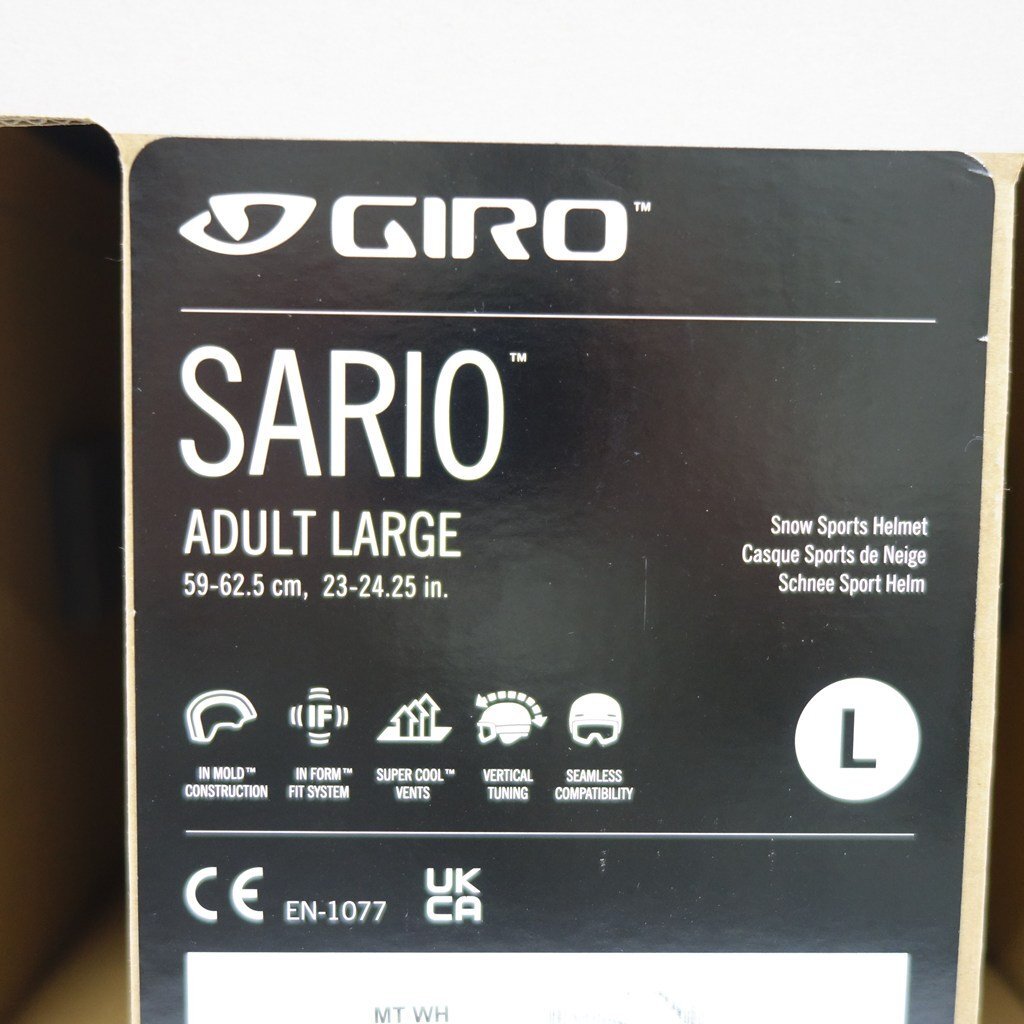 GIRO™
SARIO™
ADULT LARGE
59-62.5 cm, 23-24.25 in.
Snow Sports Helmet
Casque Sports de Neige
Schnee Sport Helm
IF
IN MOLD™
CONSTRUCTION
IN FORM™
FIT SYSTEM
SUPER COOL™
VENTS
VERTICAL
TUNING
SEAMLESS
COMPATIBILITY
L
CE EN-1077
UK
CA
MT WH